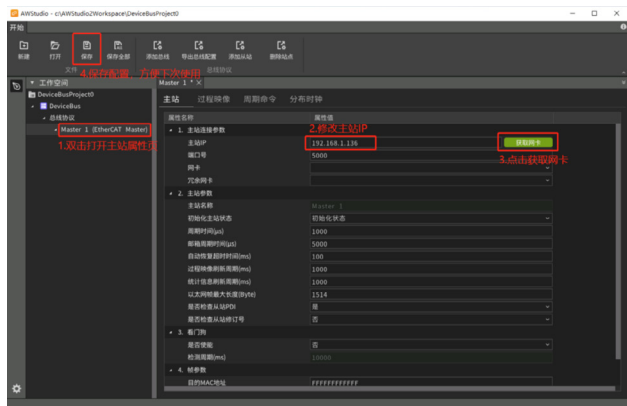 AWStudio - c:\AWStudio2Workspace\DeviceBusProject0
开始
新建 打开 保存 保存全部 添加总线 导出总线配置 添加从站 删除站点
文件 总线协议
4.保存配置，方便下次使用
工作空间
Master 1 *
DeviceBusProject0
DeviceBus
总线协议
Master 1 (EtherCAT Master)
1.双击打开主站属性页
主站 过程映像 周期命令 分布时钟
属性名称 属性值
1. 主站连接参数
2.修改主站IP
主站IP 192.168.1.136 获取网卡
端口号 5000
3.点击获取网卡
网卡
冗余网卡
2. 主站参数
主站名称 Master 1
初始化主站状态 初始化状态
周期时间(μs) 1000
邮箱周期时间(μs) 5000
自动恢复超时时间(ms) 100
过程映像刷新周期(ms) 1000
统计信息刷新周期(ms) 1000
以太网帧最大长度(Byte) 1514
是否检查从站PDI 是
是否检查从站修订号 否
3. 看门狗
是否使能 否
检测周期(ms) 10000
4. 帧参数
目的MAC地址 FFFFFFFFFFFF